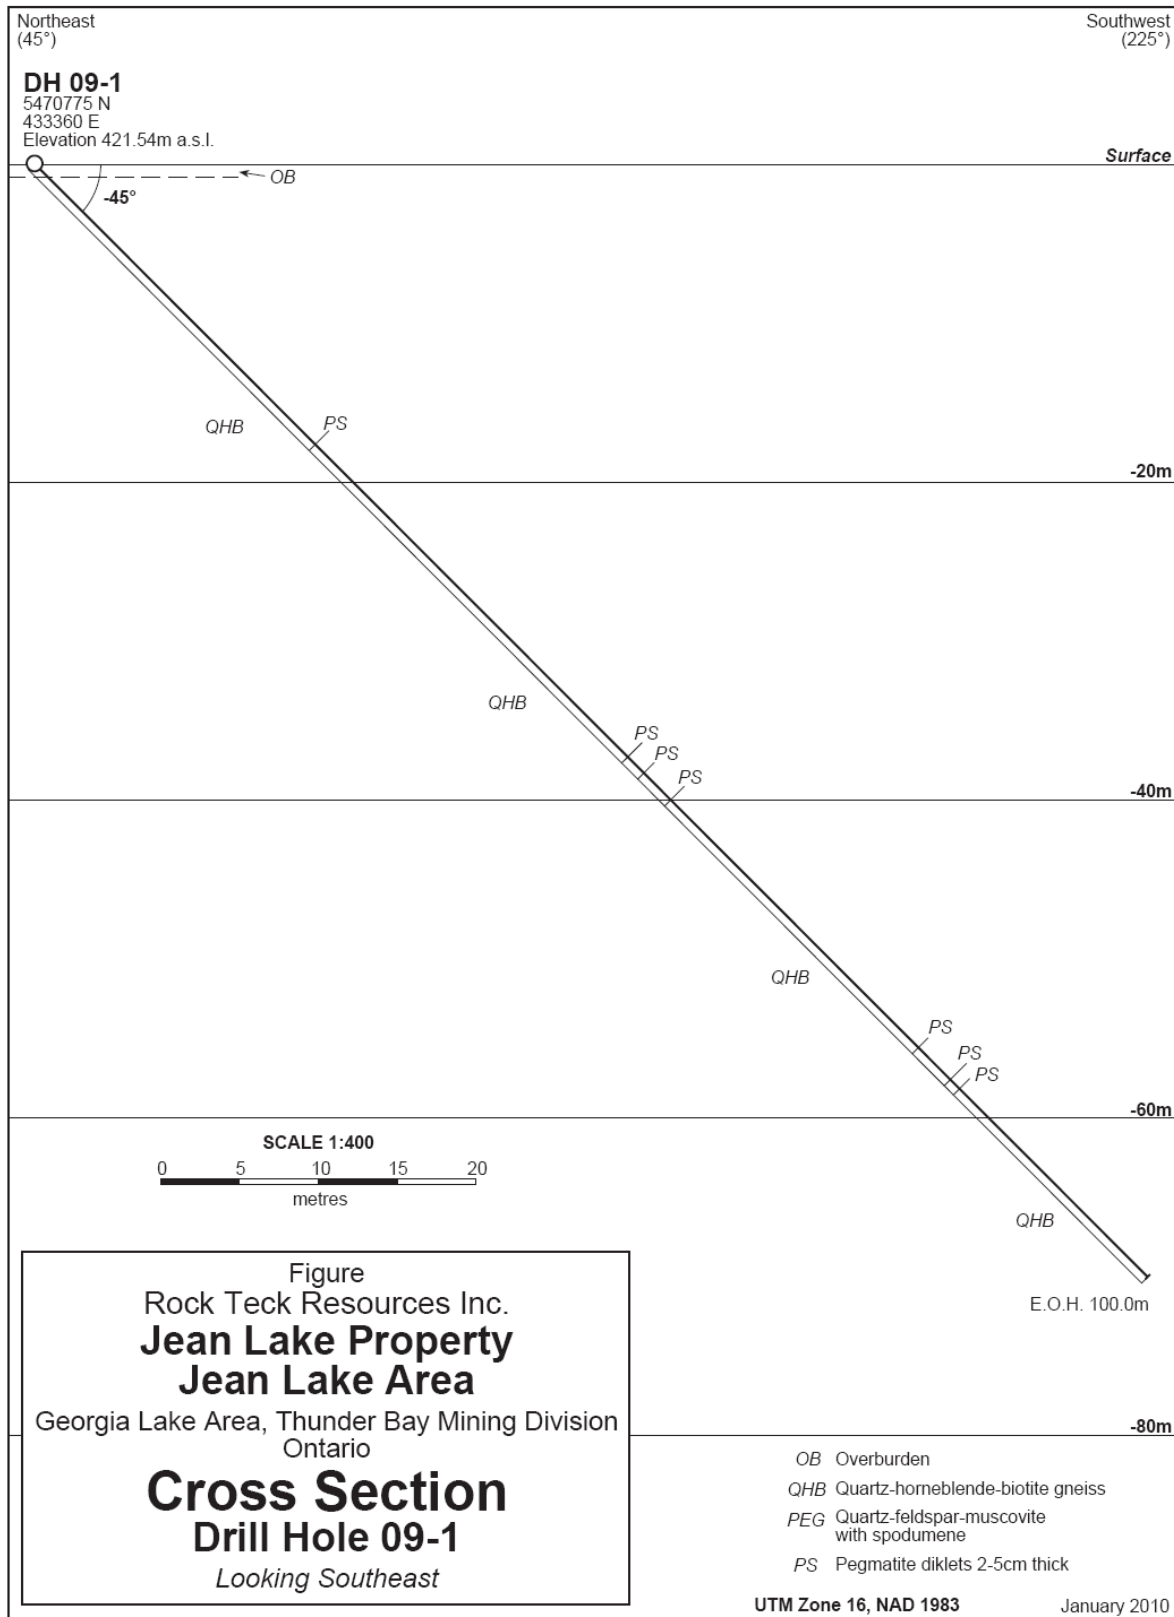 Northeast
(45°)
Southwest
(225°)
DH 09-1
5470775 N
433360 E
Elevation 421.54m a.s.l.
Surface
OB
-45°
QHB
PS
-20m
QHB
PS
PS
PS
-40m
QHB
PS
PS
PS
-60m
SCALE 1:400
0 5 10 15 20
metres
QHB
E.O.H. 100.0m
Figure
Rock Teck Resources Inc.
Jean Lake Property
Jean Lake Area
Georgia Lake Area, Thunder Bay Mining Division
Ontario
Cross Section
Drill Hole 09-1
Looking Southeast
-80m
OB Overburden
QHB Quartz-horneblende-biotite gneiss
PEG Quartz-feldspar-muscovite
with spodumene
PS Pegmatite diklets 2-5cm thick
UTM Zone 16, NAD 1983 January 2010